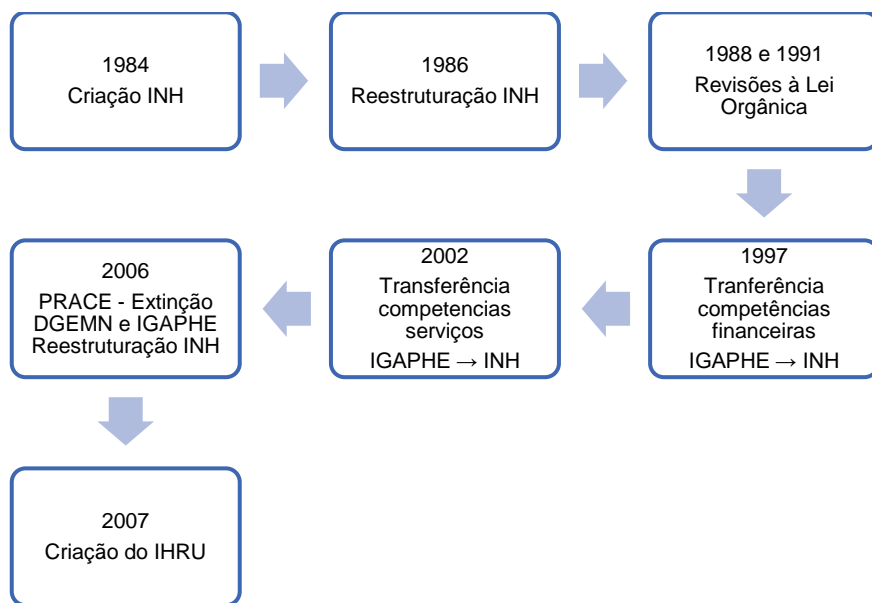 1984
Criação INH
1986
Reestruturação INH
1988 e 1991
Revisões à Lei
Orgânica
1997
Tranferência
competências
financeiras
IGAPHE → INH
2002
Transferência
competencias
serviços
IGAPHE → INH
2006
PRACE - Extinção
DGEMN e IGAPHE
Reestruturação INH
2007
Criação do IHRU